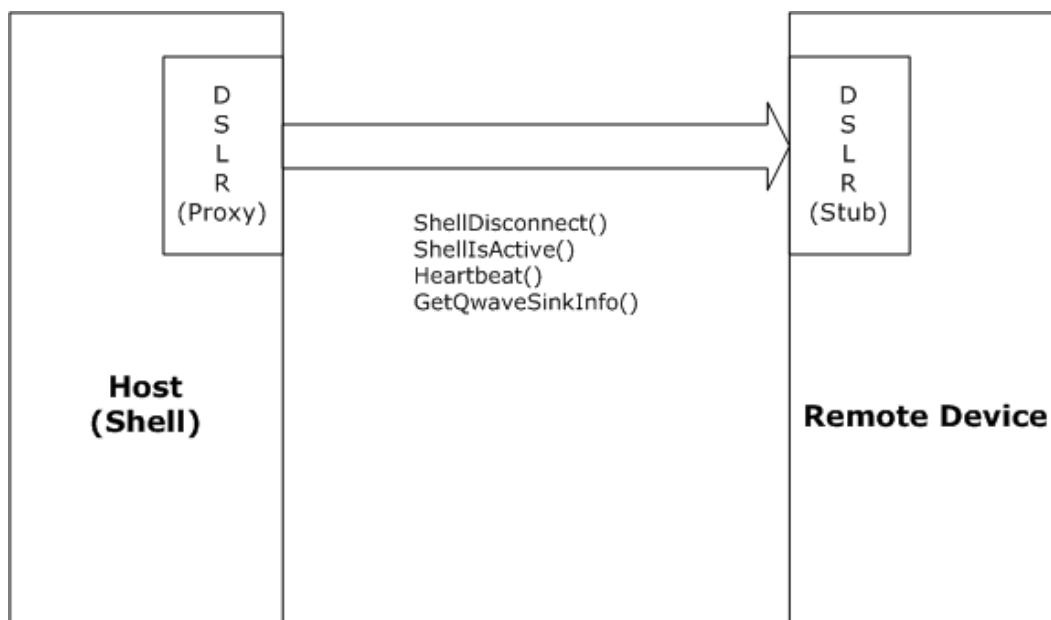 D
S
L
R
(Proxy)
D
S
L
R
(Stub)
ShellDisconnect()
ShellIsActive()
Heartbeat()
GetQwaveSinkInfo()
Host
(Shell)
Remote Device